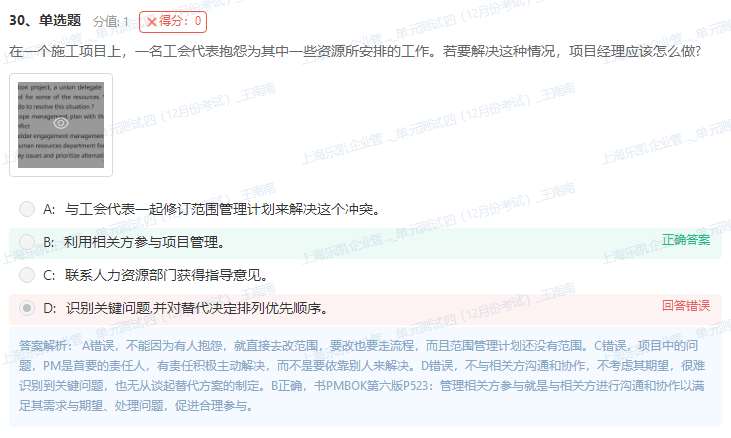 30、单选题 分值: 1 得分：0
在一个施工项目上，一名工会代表抱怨为其中一些资源所安排的工作。若要解决这种情况，项目经理应该怎么做?
ion project, a union delegate
nt for some of the resources.
do to resolve this situation ?
ope management plan with th
nflict
older engagement managemen
uman resources department for
ey issues and prioritize alternati
A: 与工会代表一起修订范围管理计划来解决这个冲突。
B: 利用相关方参与项目管理。 正确答案
C: 联系人力资源部门获得指导意见。
D: 识别关键问题,并对替代决定排列优先顺序。 回答错误
答案解析： A错误，不能因为有人抱怨，就直接去改范围，要改也要走流程，而且范围管理计划还没有范围。C错误，项目中的问
题，PM是首要的责任人，有责任积极主动解决，而不是要依靠别人来解决。D错误，不与相关方沟通和协作，不考虑其期望，很难
识别到关键问题，也无从谈起替代方案的制定。B正确，书PMBOK第六版P523：管理相关方参与就是与相关方进行沟通和协作以满
足其需求与期望、处理问题，促进合理参与。
上海乐凯企业管..._单元测试四（12月份考试）_王南南